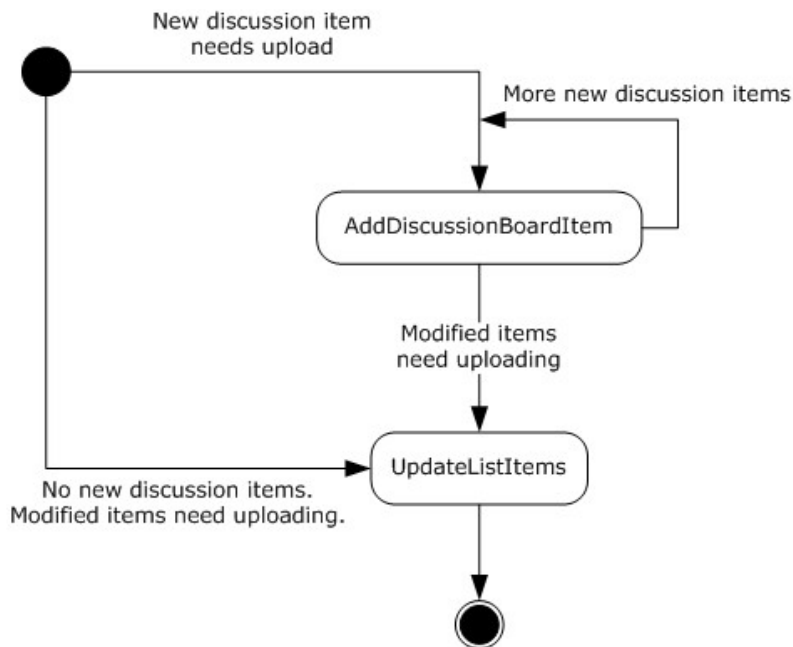 New discussion item
needs upload
More new discussion items
AddDiscussionBoardItem
Modified items
need uploading
UpdateListItems
No new discussion items.
Modified items need uploading.